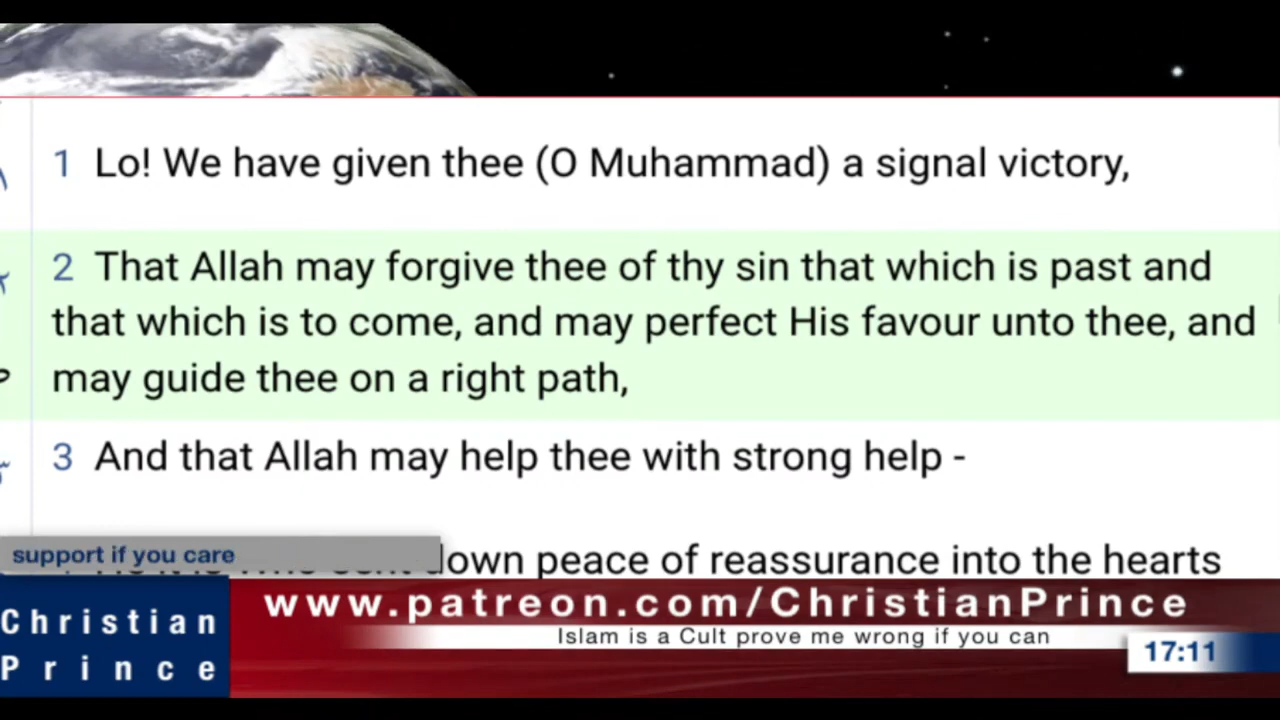 1 Lo! We have given thee (O Muhammad) a signal victory,
2 That Allah may forgive thee of thy sin that which is past and
that which is to come, and may perfect His favour unto thee, and
may guide thee on a right path,
3 And that Allah may help thee with strong help -
down peace of reassurance into the hearts
support if you care
Christian
Prince
www.patreon.com/ChristianPrince
Islam is a Cult prove me wrong if you can
17:11